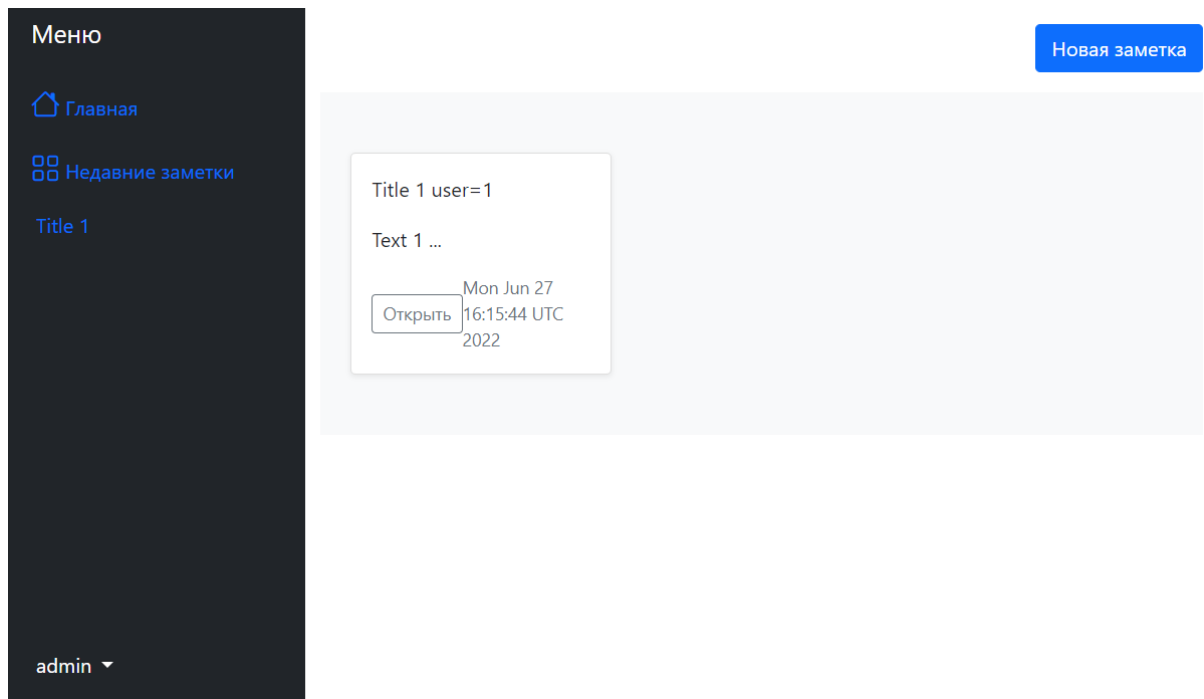 Меню
Главная
Недавние заметки
Title 1
admin
Новая заметка
Title 1 user=1
Text 1 ...
Открыть
Mon Jun 27
16:15:44 UTC
2022